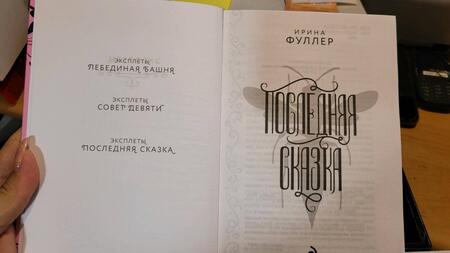 ЭКСПЛЕТЫ
ЛЕБЕДИНАЯ БАШНЯ
ЭКСПЛЕТЫ
СОВЕТ ДЕВЯТИ
ЭКСПЛЕТЫ
ПОСЛЕДНЯЯ СКАЗКА
ИРИНА
ФУЛЛЕР
ПОСЛЕДНЯЯ
СКАЗКА